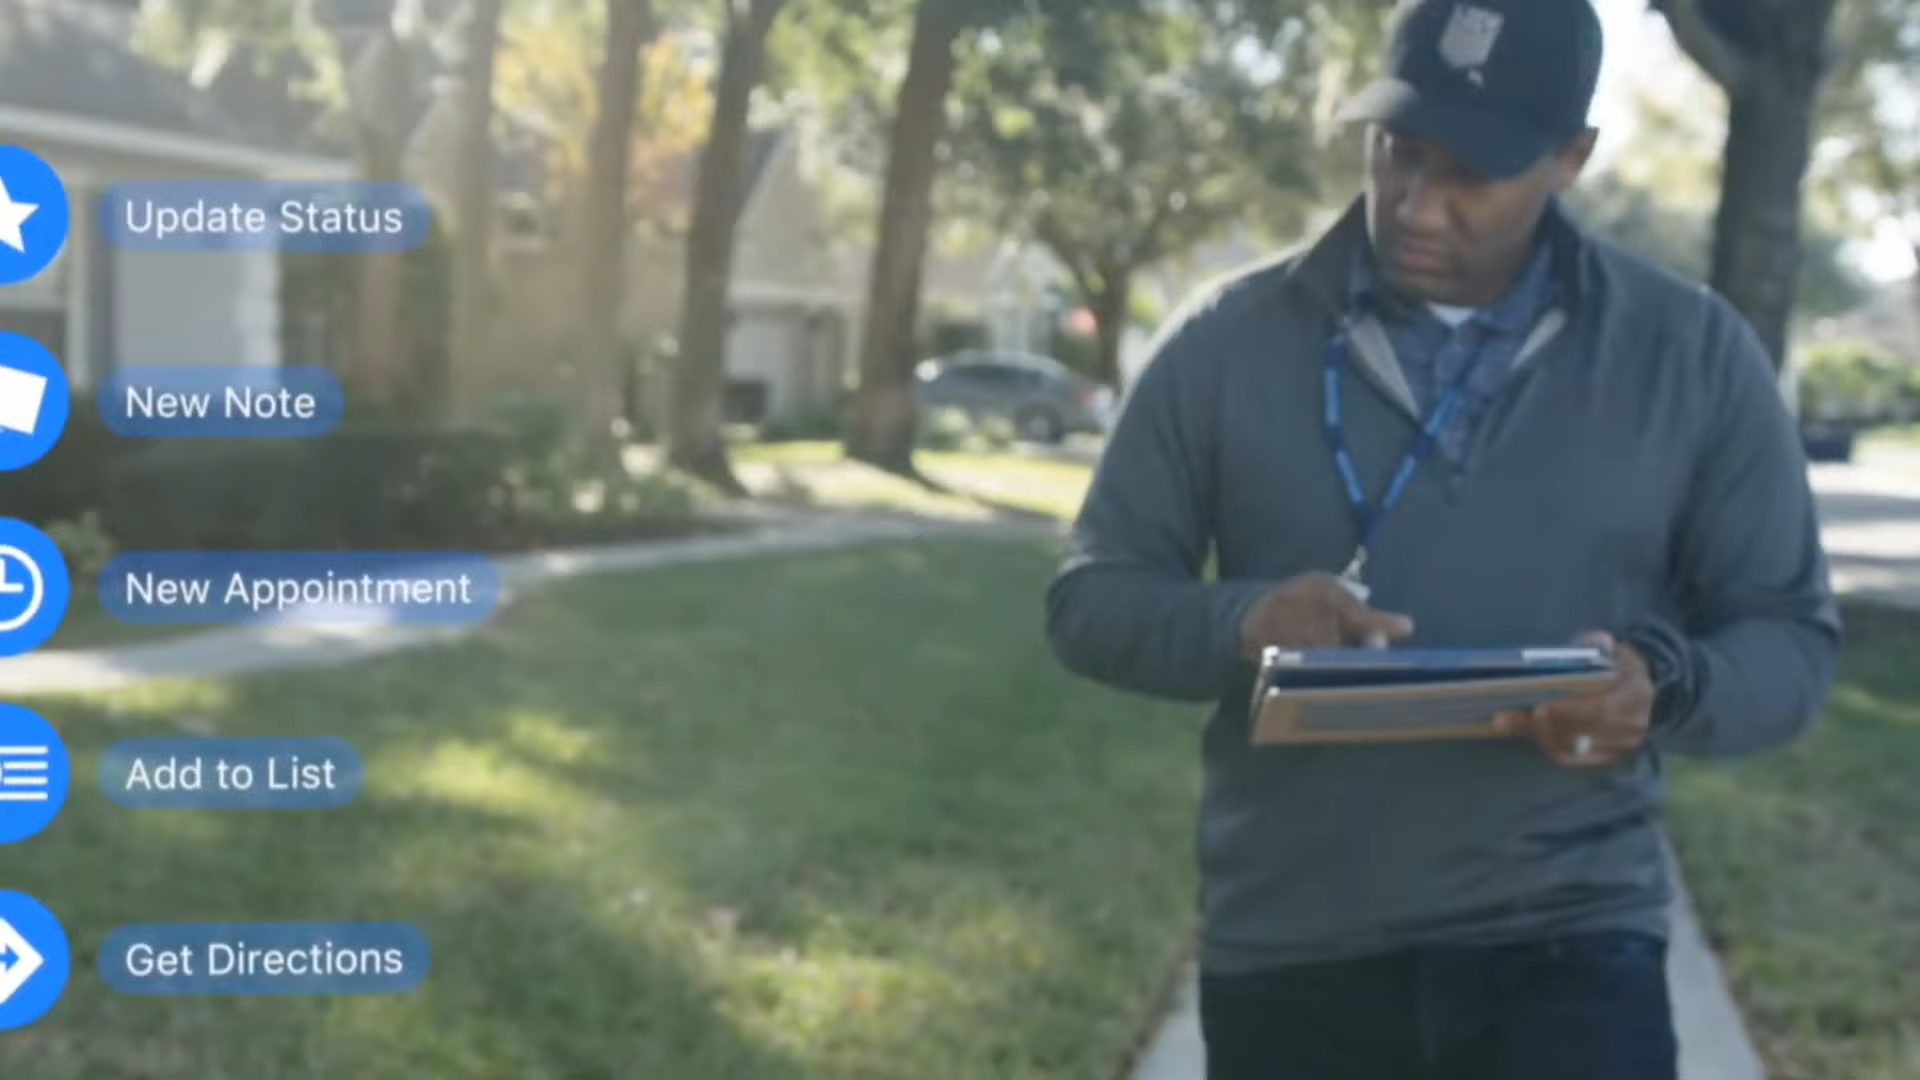 Update Status
New Note
New Appointment
Add to List
Get Directions